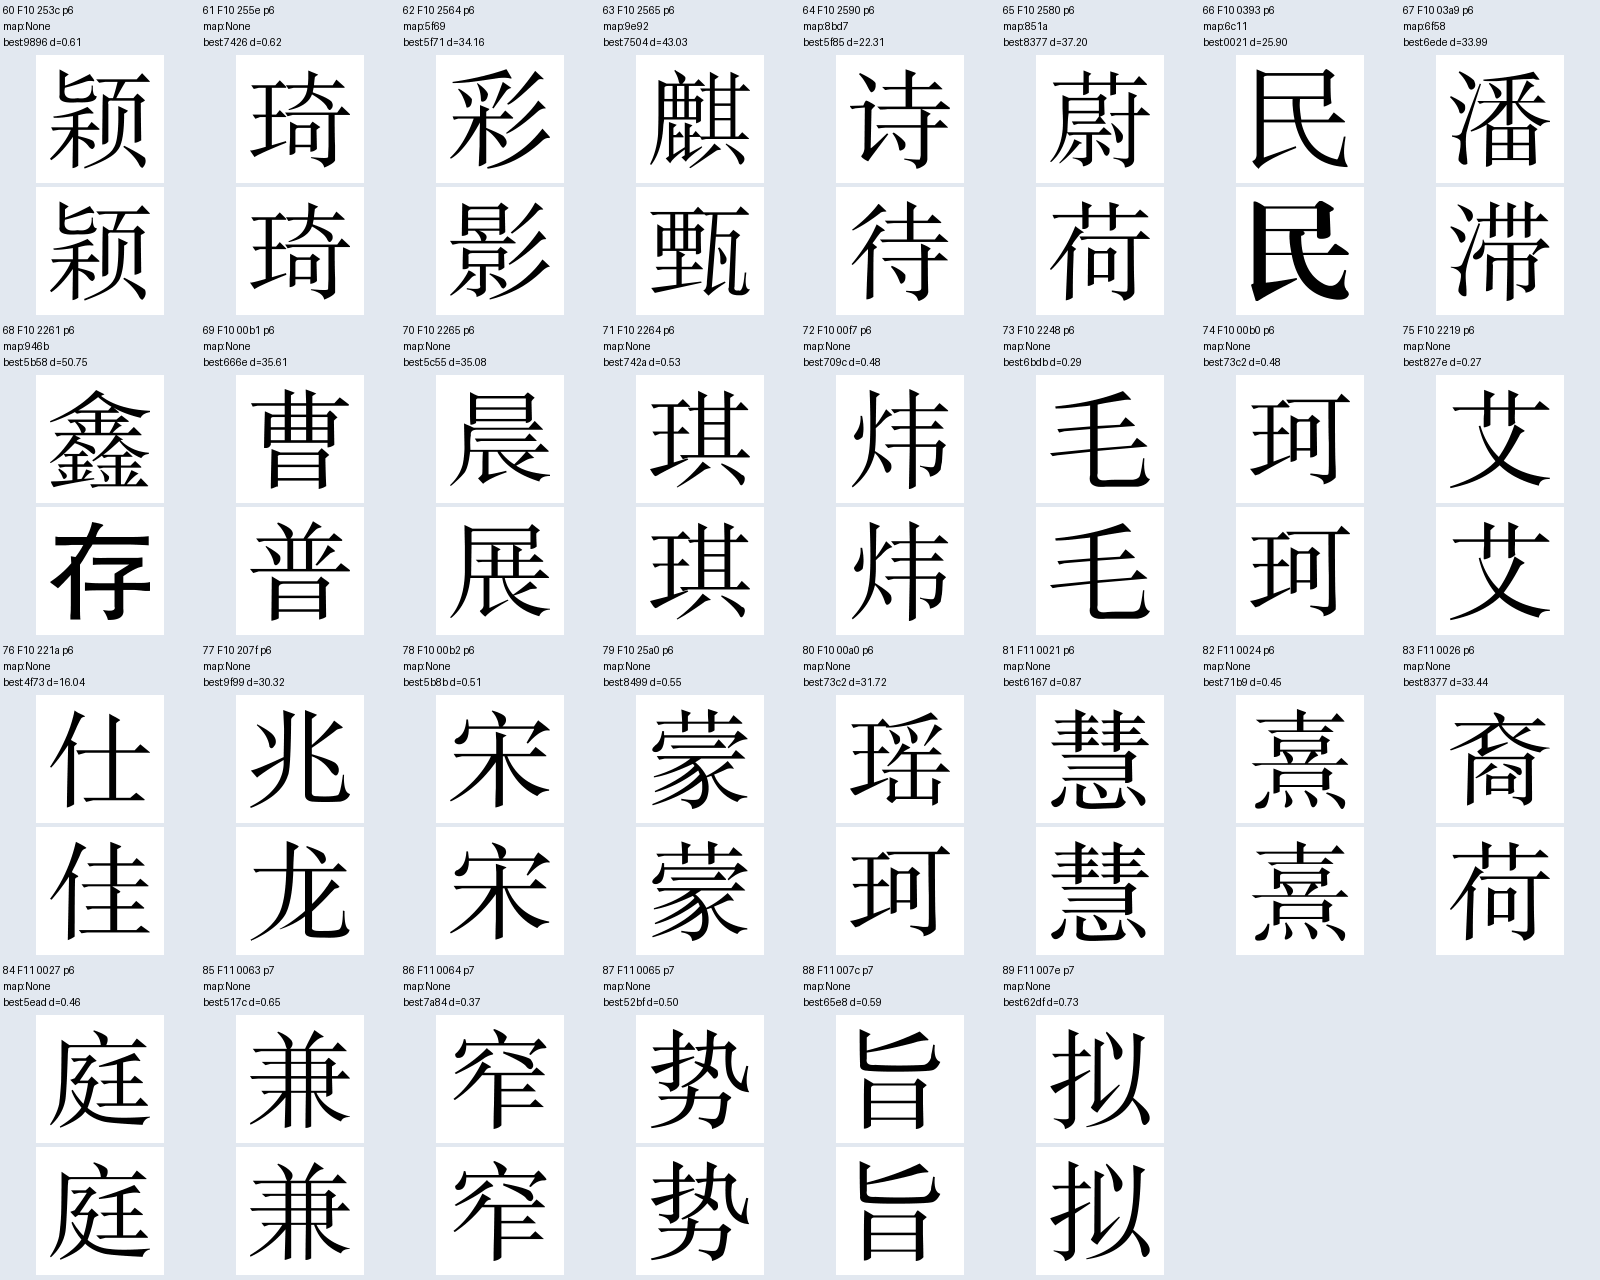 60 F10 253c p6 61 F10 255e p6 62 F10 2564 p6 63 F10 2565 p6 64 F10 2590 p6 65 F10 2580 p6 66 F10 0393 p6 67 F10 03a9 p6
map:None map:None map:5f69 map:9e92 map:8bd7 map:851a map:6c11 map:6f58
best9896 d=0.61 best7426 d=0.62 best5f71 d=34.16 best7504 d=43.03 best5f85 d=22.31 best8377 d=37.20 best0021 d=25.90 best6ede d=33.99
颖 琦 彩 麒 诗 蔚 民 潘
颖 琦 影 甄 待 荷 民 滞
68 F10 2261 p6 69 F10 00b1 p6 70 F10 2265 p6 71 F10 2264 p6 72 F10 00f7 p6 73 F10 2248 p6 74 F10 00b0 p6 75 F10 2219 p6
map:946b map:None map:None map:None map:None map:None map:None map:None
best5b58 d=50.75 best666e d=35.61 best5c55 d=35.08 best742a d=0.53 best709c d=0.48 best6bdb d=0.29 best73c2 d=0.48 best827e d=0.27
鑫 曹 晨 琪 炜 毛 珂 艾
存 普 展 琪 炜 毛 珂 艾
76 F10 221a p6 77 F10 207f p6 78 F10 00b2 p6 79 F10 25a0 p6 80 F10 00a0 p6 81 F11 0021 p6 82 F11 0024 p6 83 F11 0026 p6
map:None map:None map:None map:None map:None map:None map:None map:None
best4f73 d=16.04 best9f99 d=30.32 best5b8b d=0.51 best8499 d=0.55 best73c2 d=31.72 best6167 d=0.87 best71b9 d=0.45 best8377 d=33.44
仕 兆 宋 蒙 瑶 慧 熹 裔
佳 龙 宋 蒙 珂 慧 熹 荷
84 F11 0027 p6 85 F11 0063 p7 86 F11 0064 p7 87 F11 0065 p7 88 F11 007c p7 89 F11 007e p7
map:None map:None map:None map:None map:None map:None
best5ead d=0.46 best517c d=0.65 best7a84 d=0.37 best52bf d=0.50 best65e8 d=0.59 best62df d=0.73
庭 兼 窄 势 旨 拟
庭 兼 窄 势 旨 拟